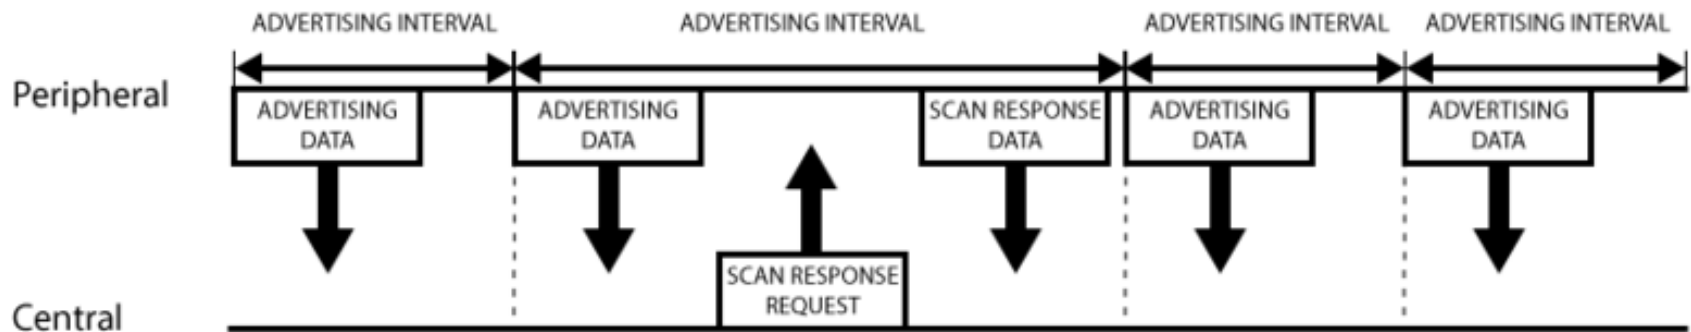 ADVERTISING INTERVAL
ADVERTISING INTERVAL
ADVERTISING INTERVAL
ADVERTISING INTERVAL
Peripheral
ADVERTISING
DATA
ADVERTISING
DATA
SCAN RESPONSE
DATA
ADVERTISING
DATA
ADVERTISING
DATA
SCAN RESPONSE
REQUEST
Central